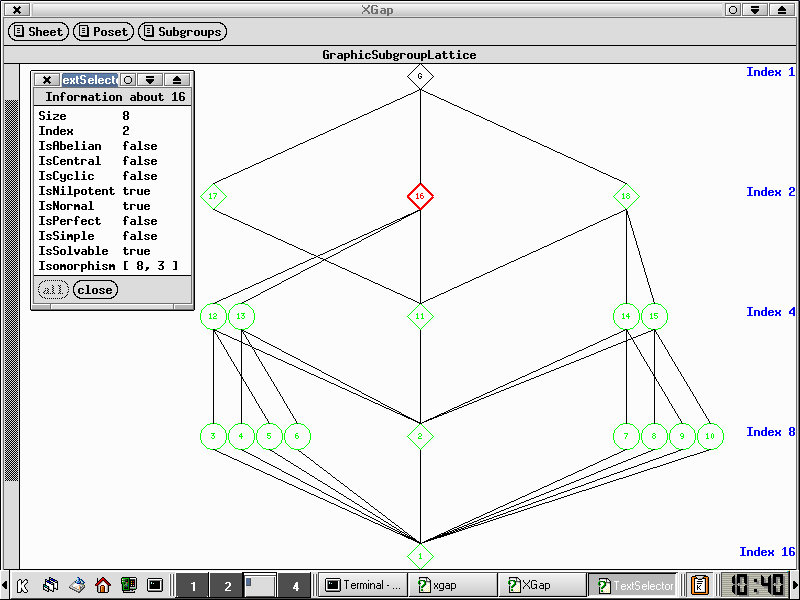 XGap
Sheet Poset Subgroups
GraphicSubgroupLattice
G Index 1
extSelecto
Information about 16
Size 8
Index 2
IsAbelian false
IsCentral false
IsCyclic false
IsNilpotent true
IsNormal true
IsPerfect false
IsSimple false
IsSolvable true
Isomorphism [ 8, 3 ]
all close
17 16 18 Index 2
12 13 11 14 15 Index 4
3 4 5 6 2 7 8 9 10 Index 8
1 Index 16
1 2 4 Terminal - ... xgap XGap TextSelector 10:40